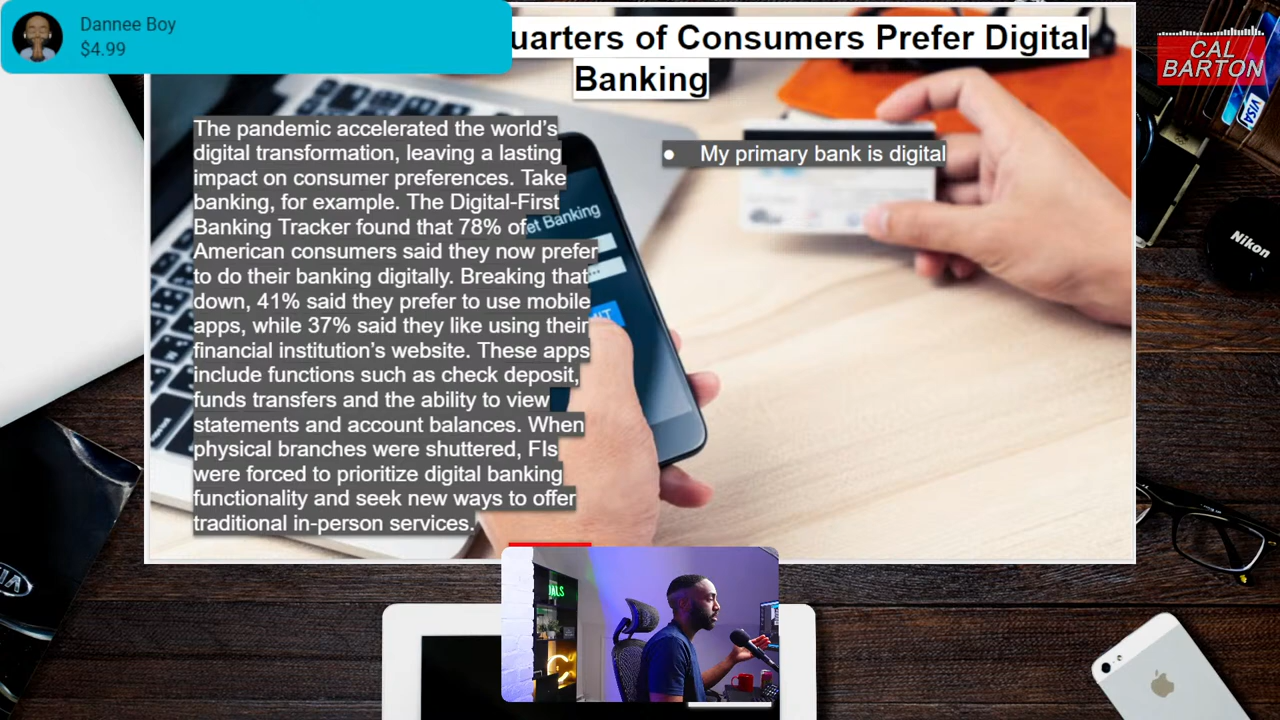 Dannee Boy
$4.99
uarters of Consumers Prefer Digital
Banking
CAL
BARTON
VISA
The pandemic accelerated the world's
digital transformation, leaving a lasting
impact on consumer preferences. Take
banking, for example. The Digital-First
Banking Tracker found that 78% of
American consumers said they now prefer
to do their banking digitally. Breaking that
down, 41% said they prefer to use mobile
apps, while 37% said they like using their
financial institution's website. These apps
include functions such as check deposit,
funds transfers and the ability to view
statements and account balances. When
physical branches were shuttered, FIs
were forced to prioritize digital banking
functionality and seek new ways to offer
traditional in-person services.
● My primary bank is digital
et Banking
Nikon